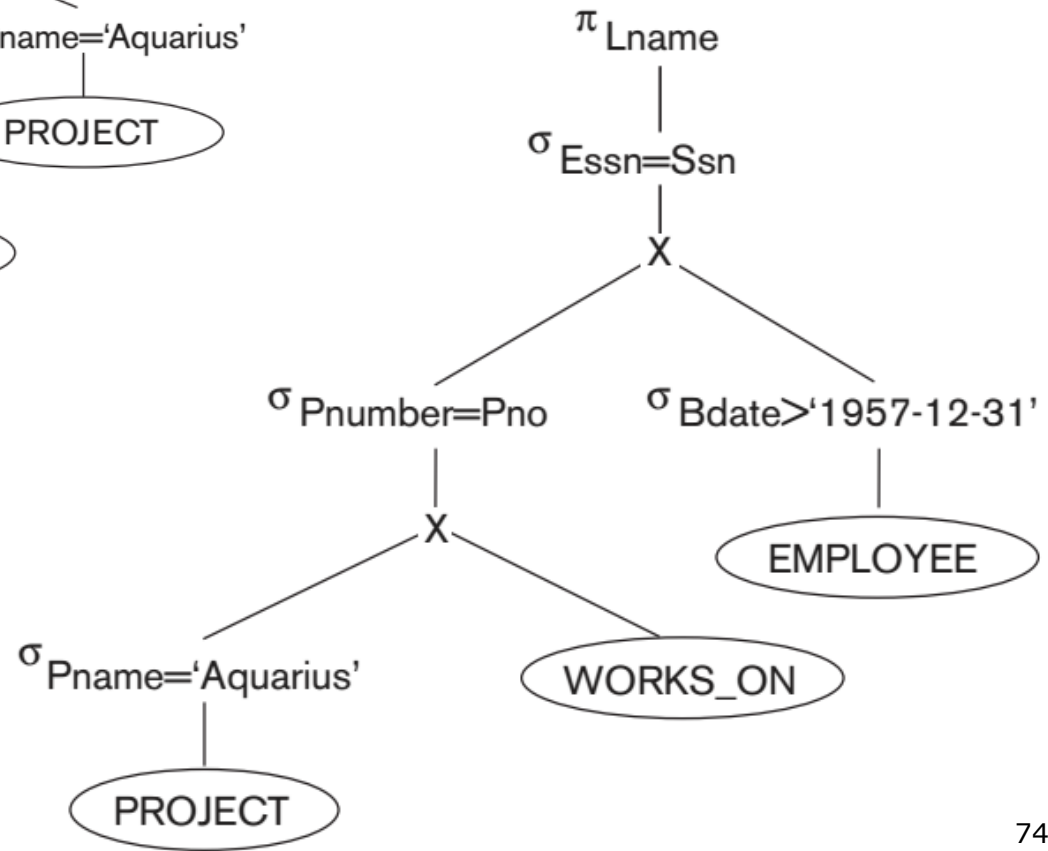 name=‘Aquarius’
PROJECT
π Lname
σ Essn=Ssn
X
σ Pnumber=Pno
σ Bdate>‘1957-12-31’
X
EMPLOYEE
σ Pname=‘Aquarius’
WORKS_ON
PROJECT
74